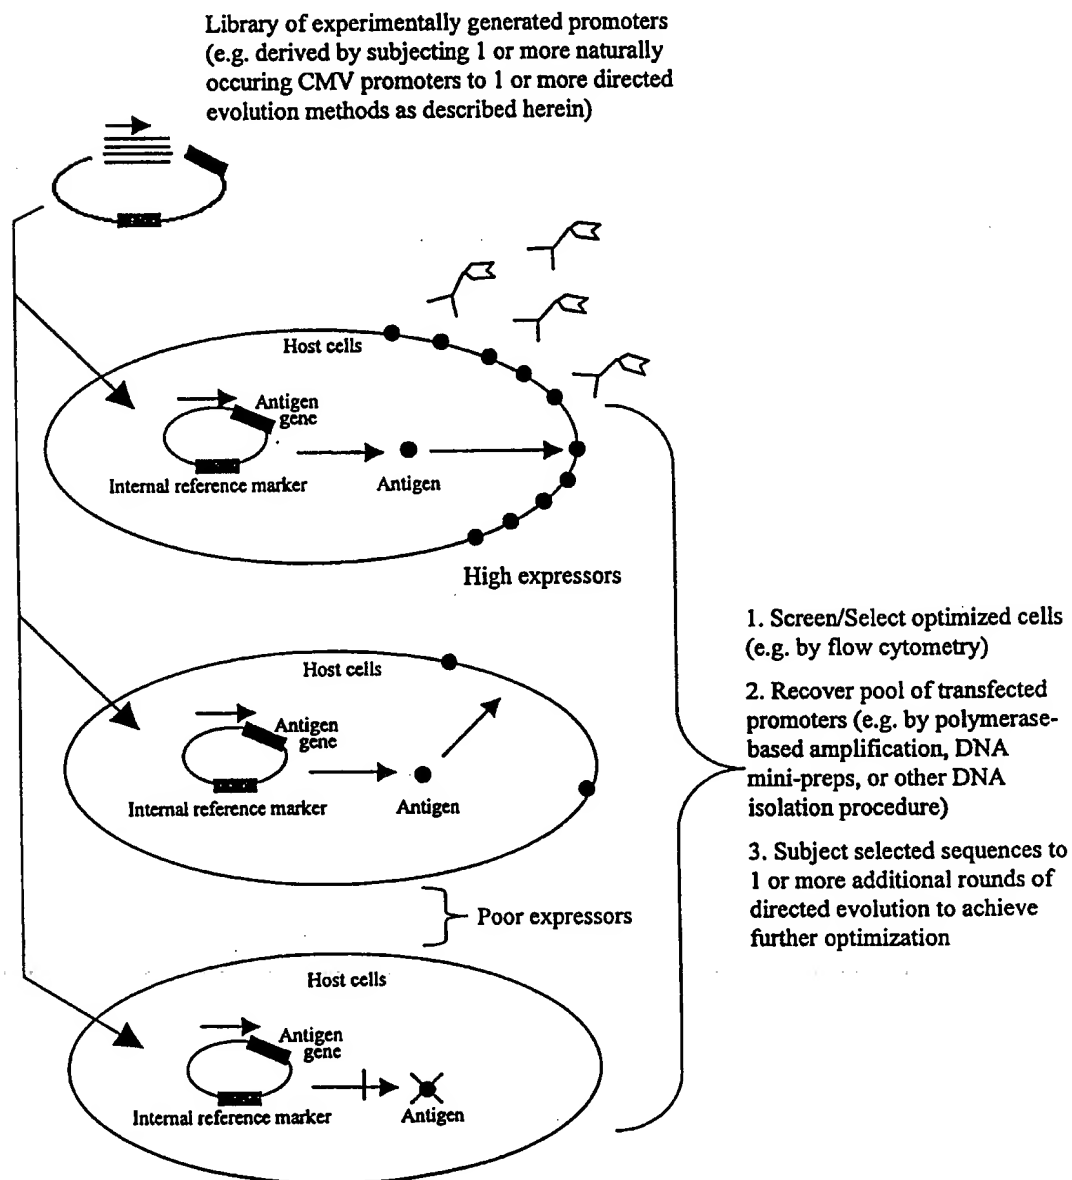 Library of experimentally generated promoters
(e.g. derived by subjecting 1 or more naturally
occuring CMV promoters to 1 or more directed
evolution methods as described herein)
Host cells
Antigen
gene
Internal reference marker
Antigen
High expressors
Host cells
Antigen
gene
Internal reference marker
Antigen
Poor expressors
Host cells
Antigen
gene
Internal reference marker
Antigen
1. Screen/Select optimized cells
(e.g. by flow cytometry)
2. Recover pool of transfected
promoters (e.g. by polymerase-
based amplification, DNA
mini-preps, or other DNA
isolation procedure)
3. Subject selected sequences to
1 or more additional rounds of
directed evolution to achieve
further optimization